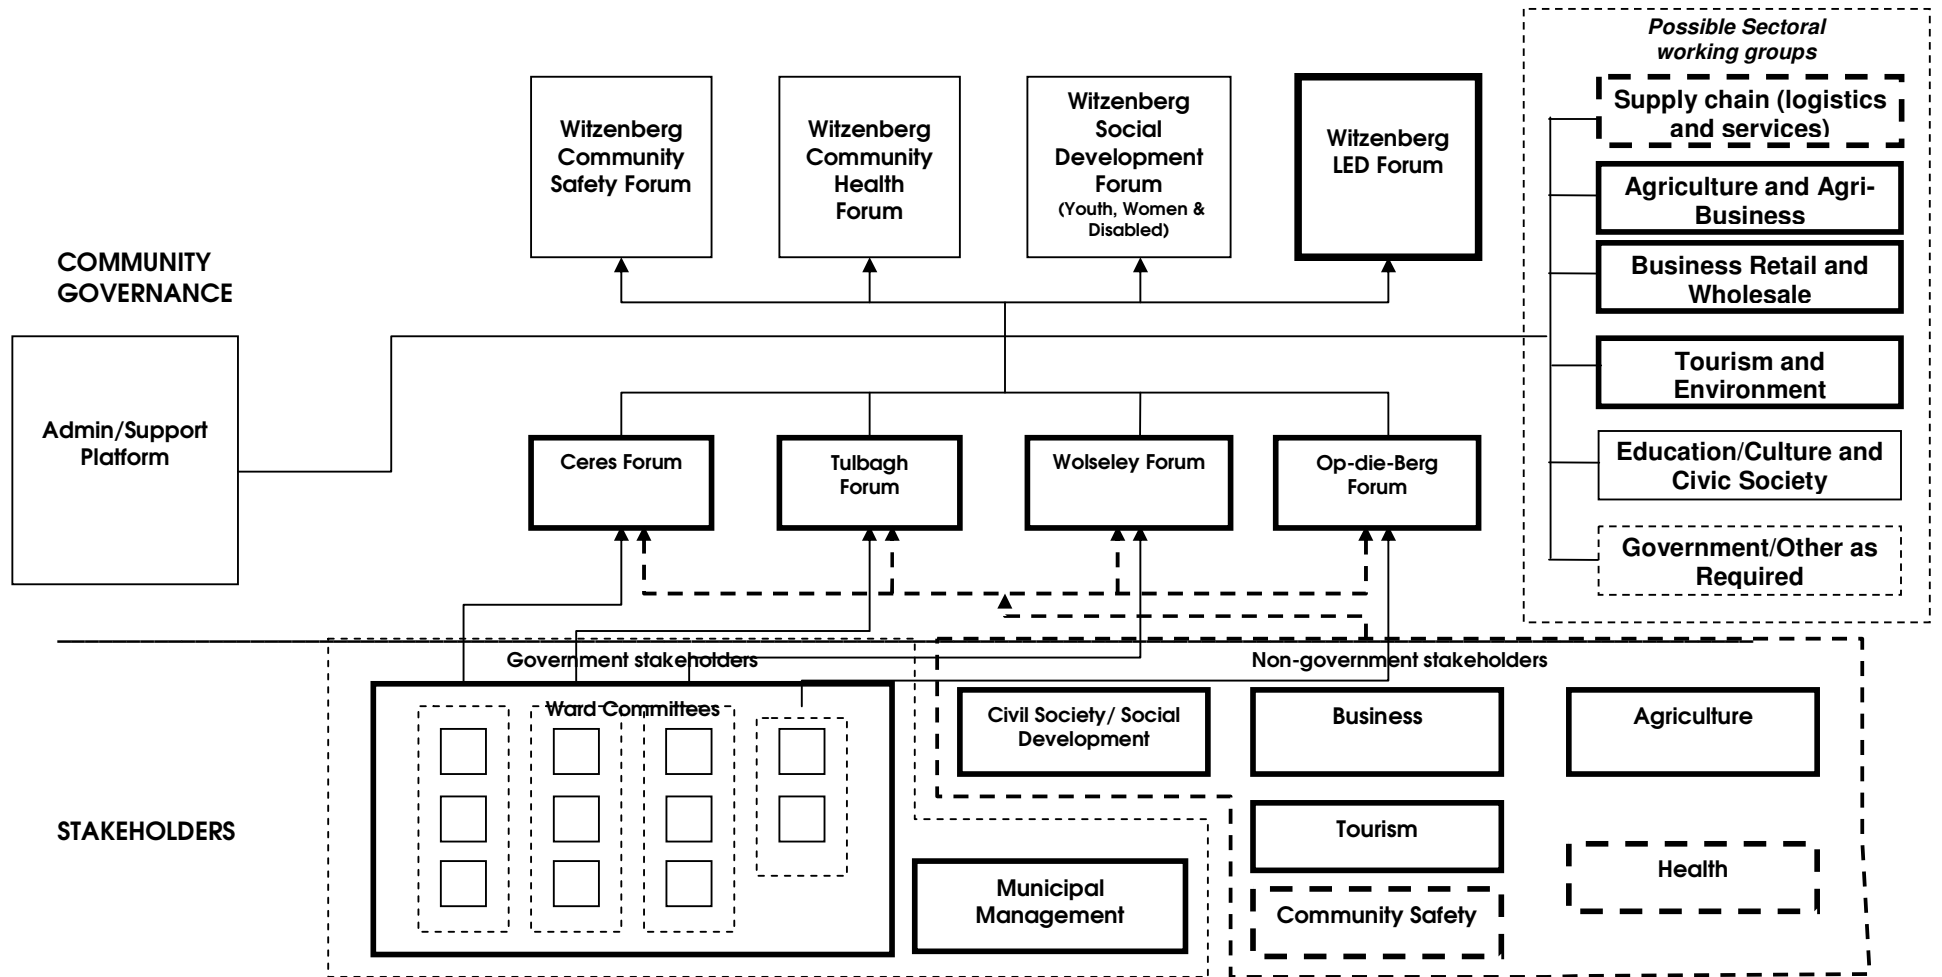 Possible Sectoral
working groups
Supply chain (logistics
and services)
Agriculture and Agri-
Business
Business Retail and
Wholesale
Tourism and
Environment
Education/Culture and
Civic Society
Government/Other as
Required
Witzenberg
Community
Safety Forum
Witzenberg
Community
Health
Forum
Witzenberg
Social
Development
Forum
(Youth, Women &
Disabled)
Witzenberg
LED Forum
COMMUNITY
GOVERNANCE
Admin/Support
Platform
Ceres Forum
Tulbagh
Forum
Wolseley Forum
Op-die-Berg
Forum
Government stakeholders
Non-government stakeholders
Ward Committees
Civil Society/ Social
Development
Business
Agriculture
STAKEHOLDERS
Tourism
Health
Municipal
Management
Community Safety